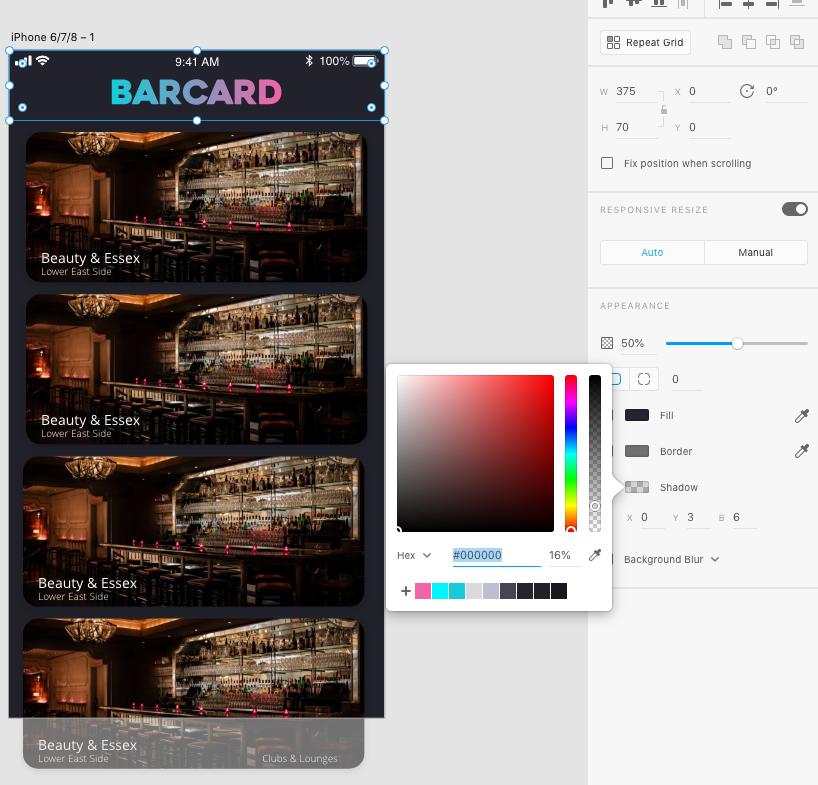 iPhone 6/7/8 – 1
9:41 AM
100%
BARCARD
Beauty & Essex
Lower East Side
Beauty & Essex
Lower East Side
Beauty & Essex
Lower East Side
Beauty & Essex
Lower East Side
Clubs & Lounges
Repeat Grid
W 375 X 0 0°
H 70 Y 0
Fix position when scrolling
RESPONSIVE RESIZE
Auto Manual
APPEARANCE
50%
0
Fill
Border
Shadow
X 0 Y 3 B 6
Background Blur
Hex #000000 16%
+